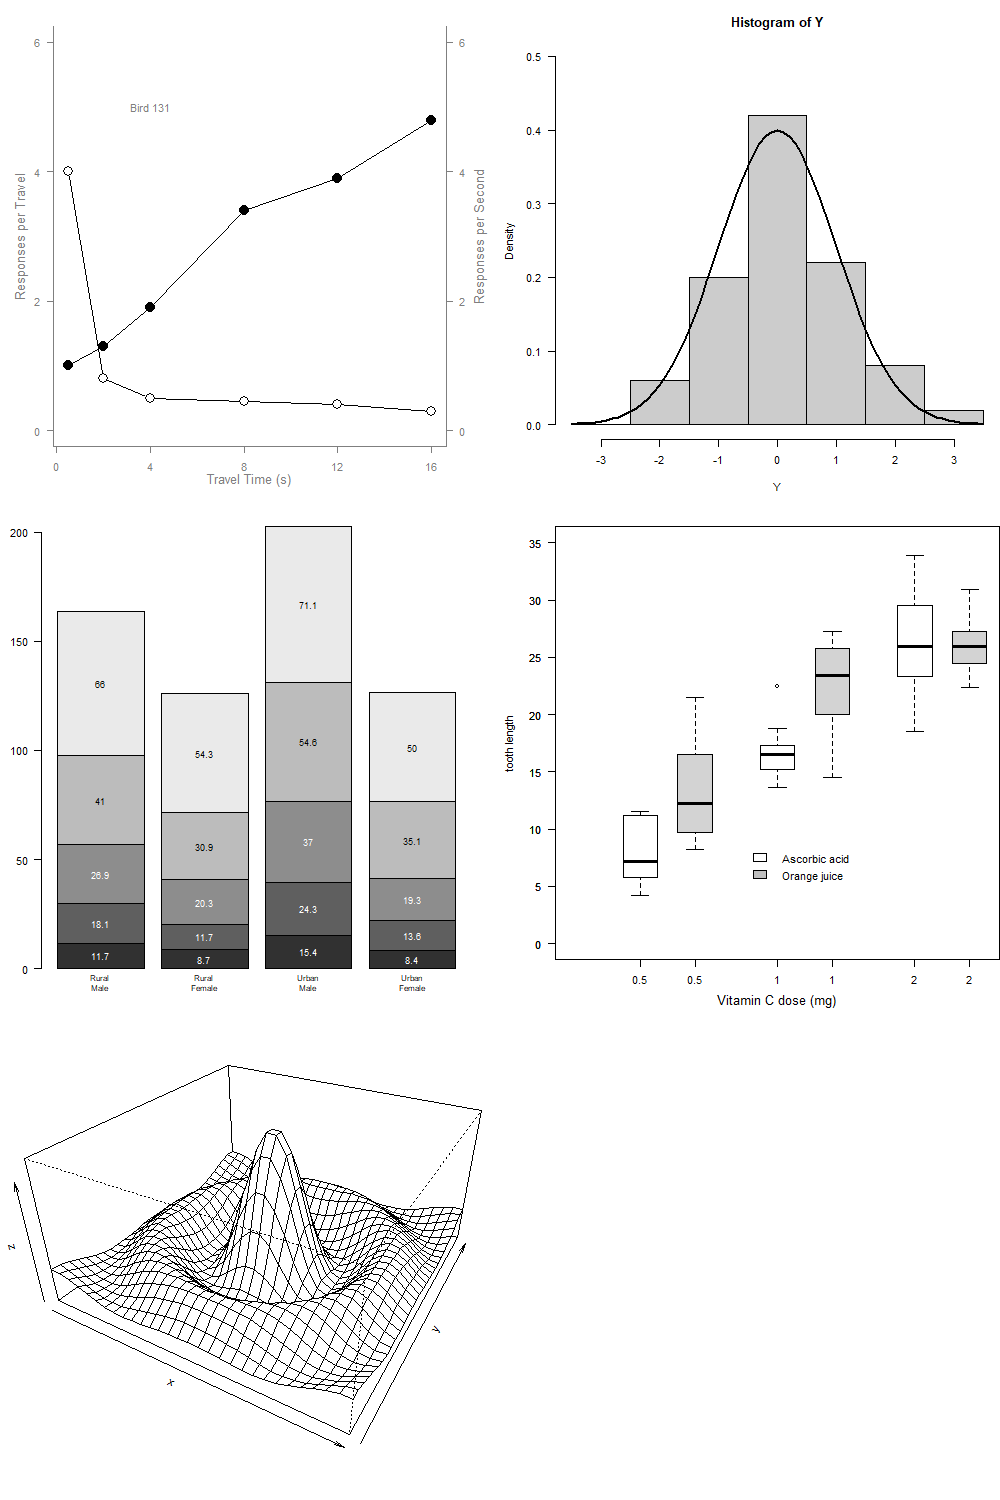 6
4
2
0
6
4
2
0
Bird 131
Responses per Travel
Responses per Second
0 4 8 12 16
Travel Time (s)
Histogram of Y
0.5
0.4
0.3
0.2
0.1
0.0
Density
-3 -2 -1 0 1 2 3
Y
200
150
100
50
0
66
41
26.9
18.1
11.7
54.3
30.9
20.3
11.7
8.7
71.1
54.6
37
24.3
15.4
50
35.1
19.3
13.6
8.4
Rural
Male
Rural
Female
Urban
Male
Urban
Female
35
30
25
20
15
10
5
0
tooth length
Ascorbic acid
Orange juice
0.5 0.5 1 1 2 2
Vitamin C dose (mg)
z
x
y